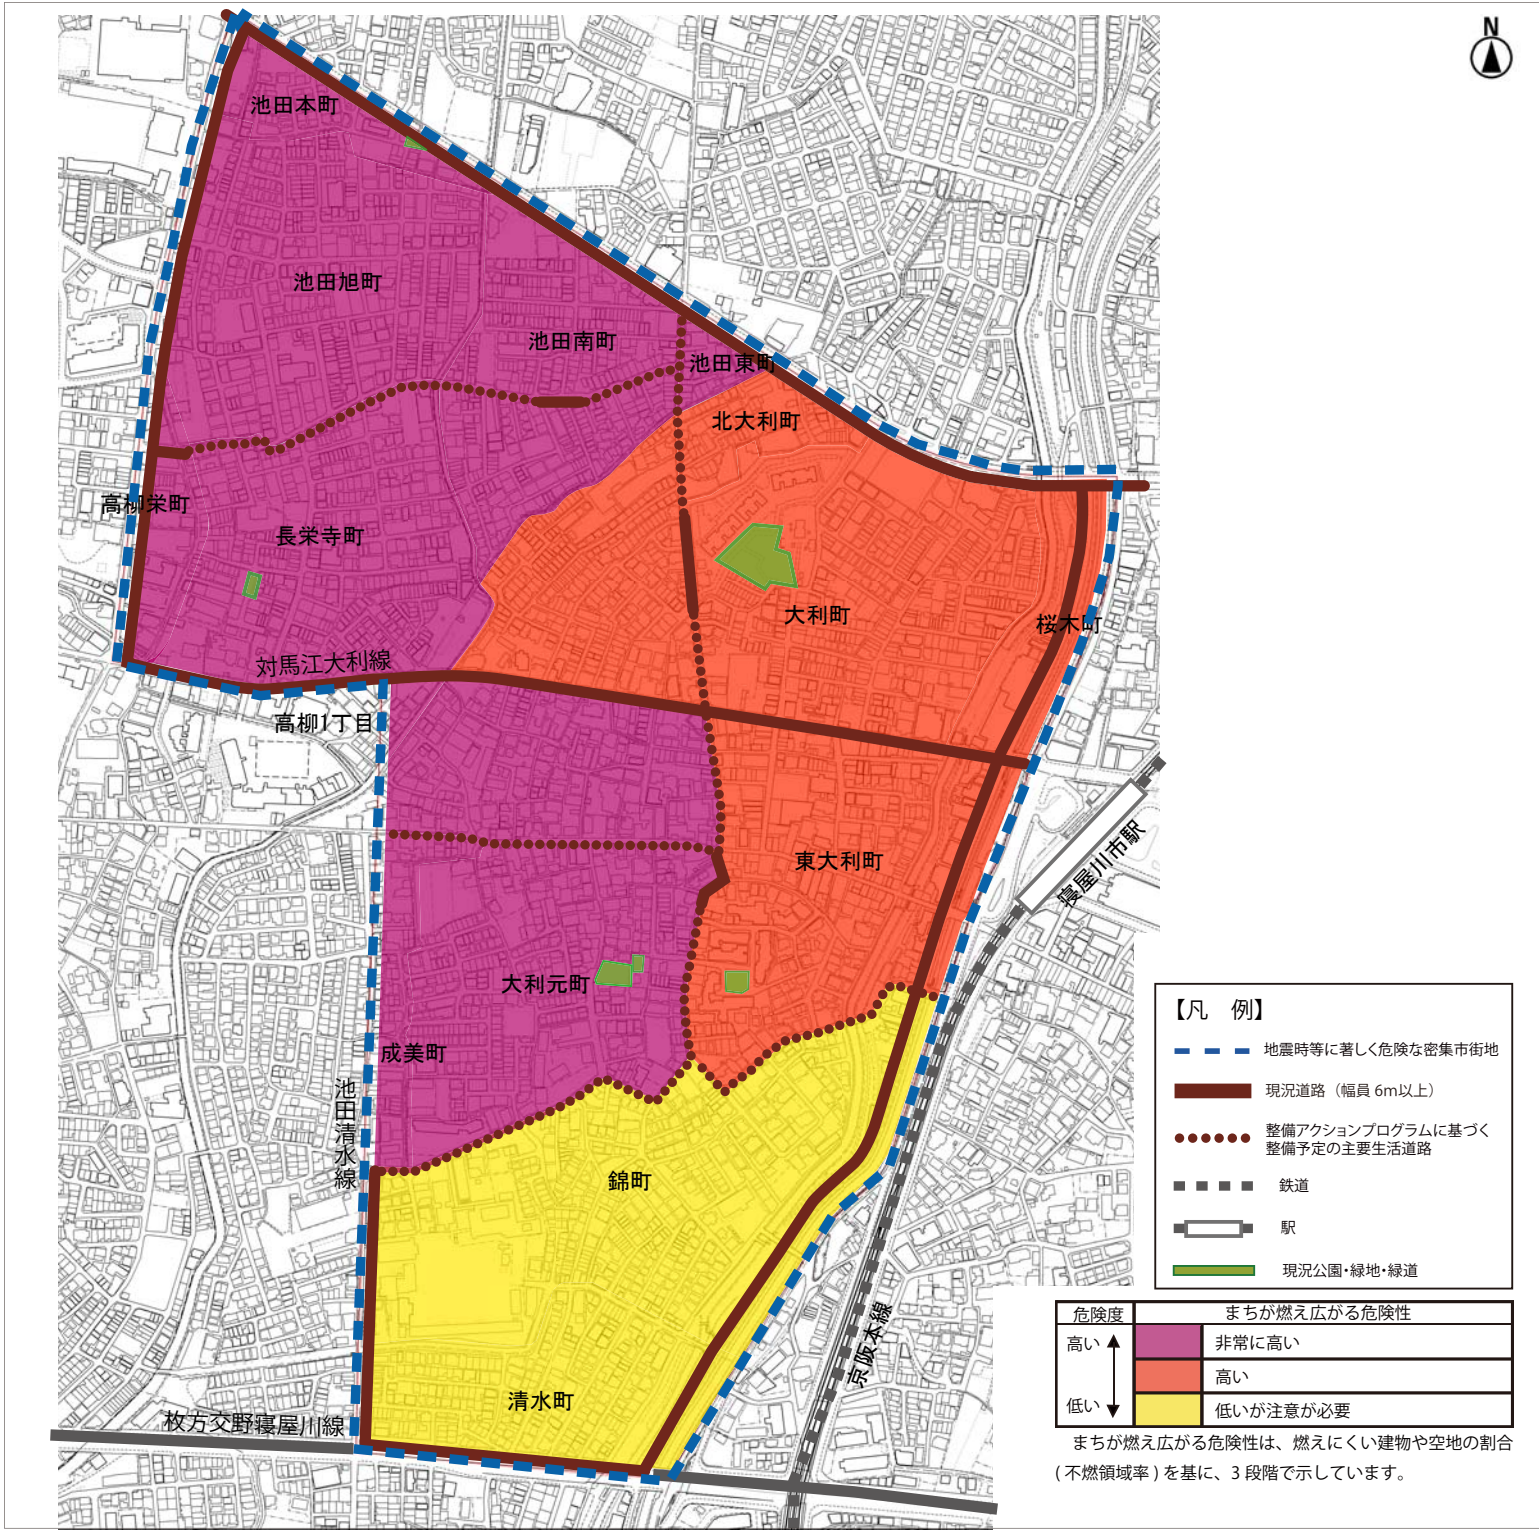 N
池田本町
池田旭町
池田南町
池田東町
北大利町
高柳栄町
長栄寺町
大利町
桜木町
対馬江大利線
高柳1丁目
東大利町
寝屋川市駅
大利元町
成美町
池田清水線
錦町
清水町
京阪本線
枚方交野寝屋川線
【凡 例】
地震時等に著しく危険な密集市街地
現況道路（幅員 6m以上）
整備アクションプログラムに基づく
整備予定の主要生活道路
鉄道
駅
現況公園・緑地・緑道
危険度 まちが燃え広がる危険性
高い 非常に高い
高い
低い 低いが注意が必要
まちが燃え広がる危険性は、燃えにくい建物や空地の割合
( 不燃領域率 ) を基に、3 段階で示しています。